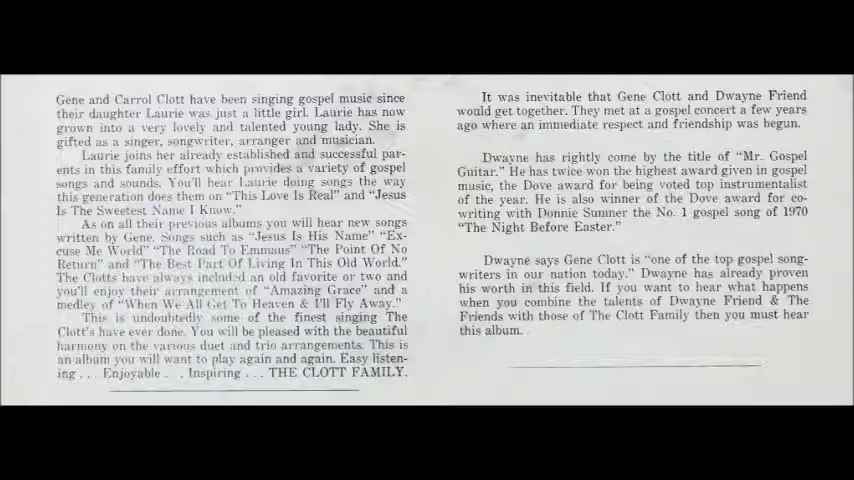 Gene and Carrol Clott have been singing gospel music since
their daughter Laurie was just a little girl. Laurie has now
grown into a very lovely and talented young lady. She is
gifted as a singer, songwriter, arranger and musician.
Laurie joins her already established and successful par-
ents in this family effort which provides a variety of gospel
songs and sounds. You'll hear Laurie doing songs the way
this generation does them on "This Love Is Real" and "Jesus
Is The Sweetest Name I Know."
As on all their previous albums you will hear new songs
written by Gene. Songs such as "Jesus Is His Name" "Ex-
cuse Me World" "The Road To Emmaus" "The Point Of No
Return" and "The Best Part Of Living In This Old World."
The Clotts have always included an old favorite or two and
you'll enjoy their arrangement of "Amazing Grace" and a
medley of "When We All Get To Heaven & I'll Fly Away."
This is undoubtedly some of the finest singing The
Clott's have ever done. You will be pleased with the beautiful
harmony on the various duet and trio arrangements. This is
an album you will want to play again and again. Easy listen-
ing . . . Enjoyable . . . Inspiring . . . THE CLOTT FAMILY.
It was inevitable that Gene Clott and Dwayne Friend
would get together. They met at a gospel concert a few years
ago where an immediate respect and friendship was begun.
Dwayne has rightly come by the title of "Mr. Gospel
Guitar." He has twice won the highest award given in gospel
music, the Dove award for being voted top instrumentalist
of the year. He is also winner of the Dove award for co-
writing with Donnie Sumner the No. 1 gospel song of 1970
"The Night Before Easter."
Dwayne says Gene Clott is "one of the top gospel song-
writers in our nation today." Dwayne has already proven
his worth in this field. If you want to hear what happens
when you combine the talents of Dwayne Friend & The
Friends with those of The Clott Family then you must hear
this album.